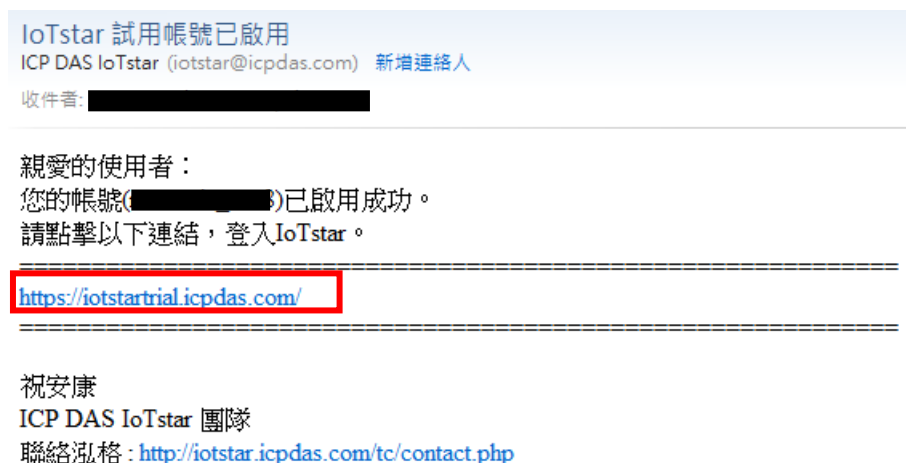 IoTstar 試用帳號已啟用
ICP DAS IoTstar (iotstar@icpdas.com) 新增連絡人
收件者:
親愛的使用者：
您的帳號( )已啟用成功。
請點擊以下連結，登入IoTstar。
============================================================
https://iotstartrial.icpdas.com/
============================================================
祝安康
ICP DAS IoTstar 團隊
聯絡泓格 : http://iotstar.icpdas.com/tc/contact.php